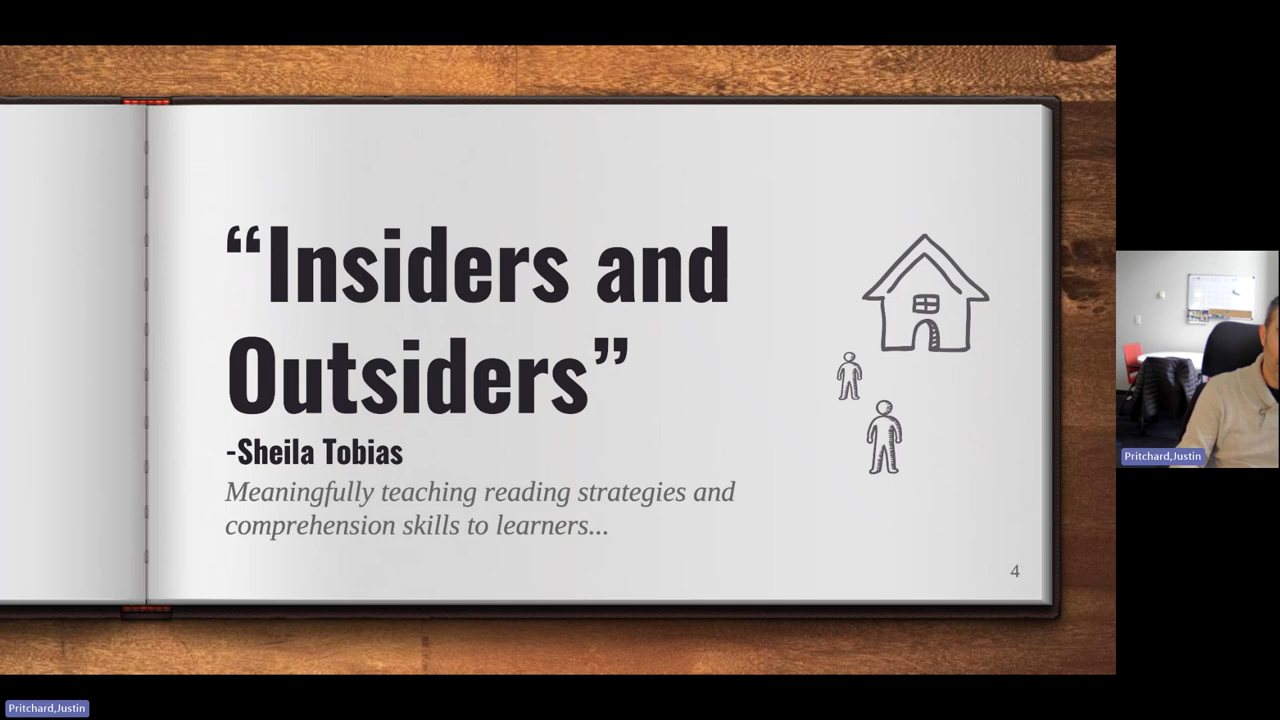 “Insiders and
Outsiders”
-Sheila Tobias
Meaningfully teaching reading strategies and
comprehension skills to learners...
4
Pritchard,Justin
Pritchard,Justin